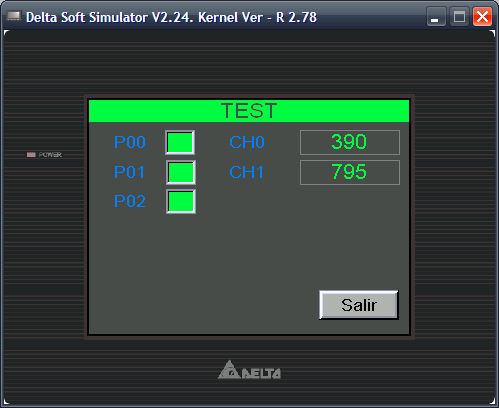 Delta Soft Simulator V2.24. Kernel Ver - R 2.78
TEST
P00 CH0 390
POWER
P01 CH1 795
P02
Salir
DELTA